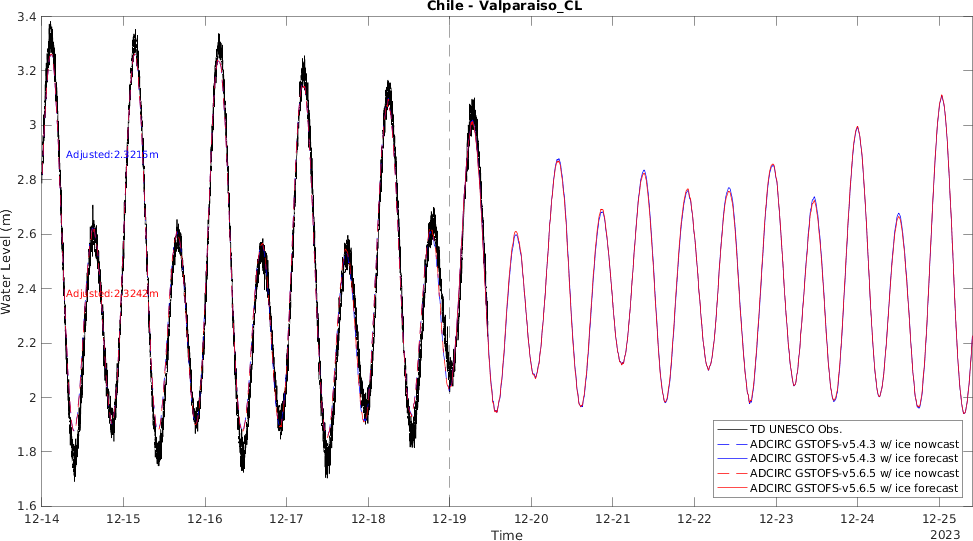 Chile - Valparaiso_CL
3.4
3.2
3
2.8
2.6
2.4
2.2
2
1.8
1.6
Water Level (m)
Adjusted:2.3215m
Adjusted:2.3242m
TD UNESCO Obs.
ADCIRC GSTOFS-v5.4.3 w/ ice nowcast
ADCIRC GSTOFS-v5.4.3 w/ ice forecast
ADCIRC GSTOFS-v5.6.5 w/ ice nowcast
ADCIRC GSTOFS-v5.6.5 w/ ice forecast
12-14 12-15 12-16 12-17 12-18 12-19 12-20 12-21 12-22 12-23 12-24 12-25
Time
2023